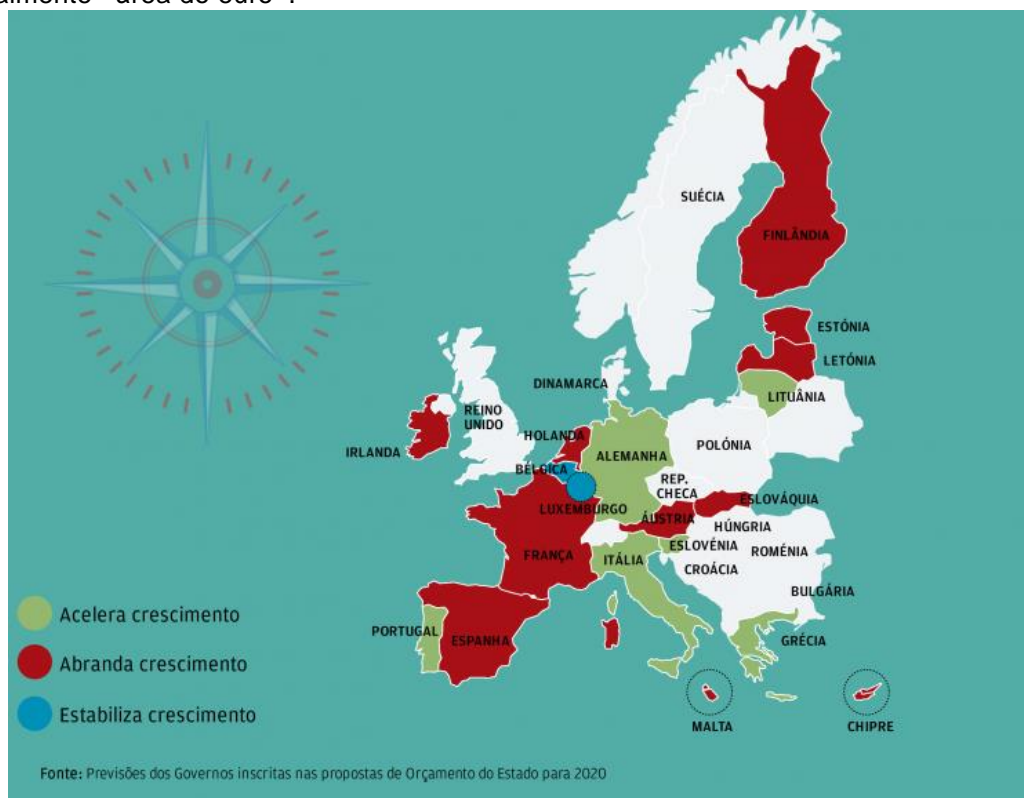 SUÉCIA
FINLÂNDIA
ESTÓNIA
LETÓNIA
DINAMARCA
LITUÂNIA
REINO
UNIDO
HOLANDA
IRLANDA
ALEMANHA
POLÓNIA
BÉLGICA
REP.
CHECA
ESLOVÁQUIA
LUXEMBURGO
ÁUSTRIA
HÚNGRIA
FRANÇA
ITÁLIA
ESLOVÉNIA
ROMÉNIA
CROÁCIA
BULGÁRIA
Acelera crescimento
PORTUGAL
ESPANHA
GRÉCIA
Abranda crescimento
Estabiliza crescimento
MALTA
CHIPRE
Fonte: Previsões dos Governos inscritas nas propostas de Orçamento do Estado para 2020